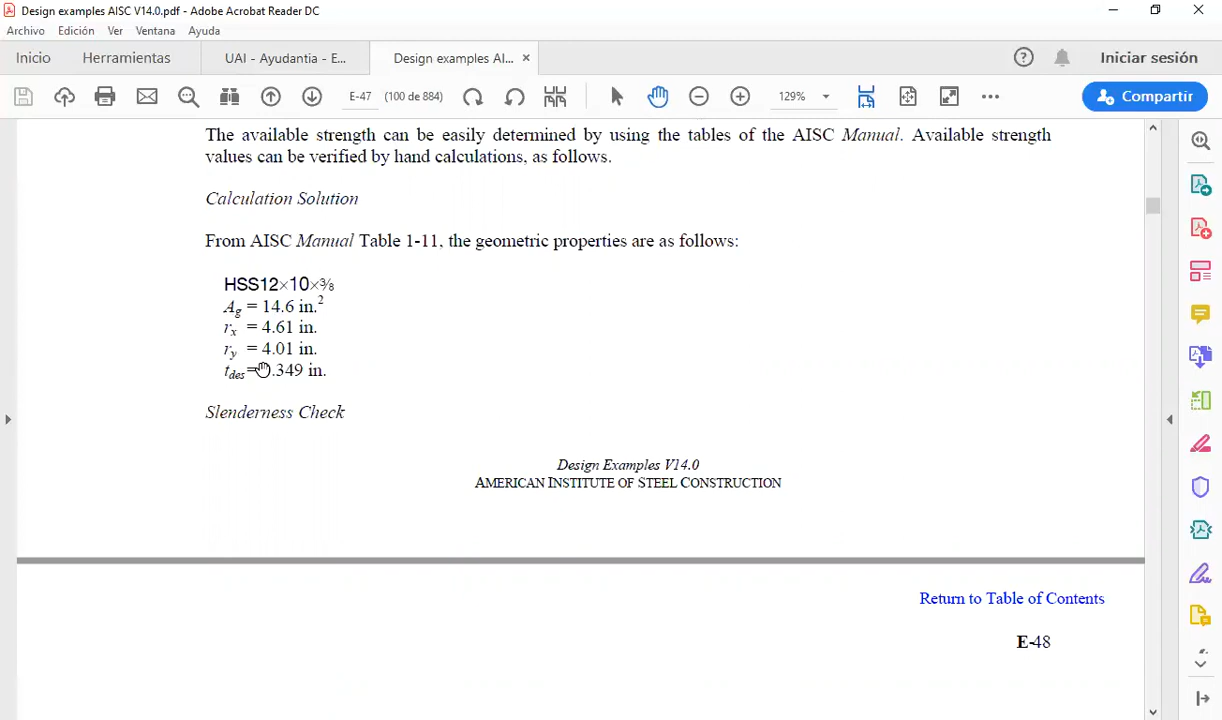 Design examples AISC V14.0.pdf - Adobe Acrobat Reader DC
Archivo Edición Ver Ventana Ayuda
Inicio Herramientas UAI - Ayudantia - E... Design examples AI... × Iniciar sesión
E-47 (100 de 884) 129% Compartir
The available strength can be easily determined by using the tables of the AISC Manual. Available strength
values can be verified by hand calculations, as follows.
Calculation Solution
From AISC Manual Table 1-11, the geometric properties are as follows:
HSS12×10×⅜
Ag = 14.6 in.²
rx = 4.61 in.
ry = 4.01 in.
tdes= .349 in.
Slenderness Check
Design Examples V14.0
AMERICAN INSTITUTE OF STEEL CONSTRUCTION
Return to Table of Contents
E-48